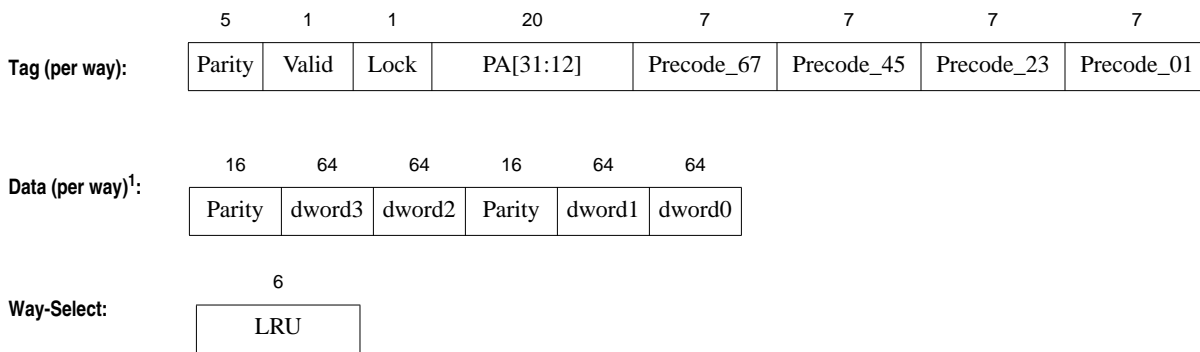 5 1 1 20 7 7 7 7
Tag (per way): Parity Valid Lock PA[31:12] Precode_67 Precode_45 Precode_23 Precode_01
16 64 64 16 64 64
Data (per way)1: Parity dword3 dword2 Parity dword1 dword0
6
Way-Select: LRU